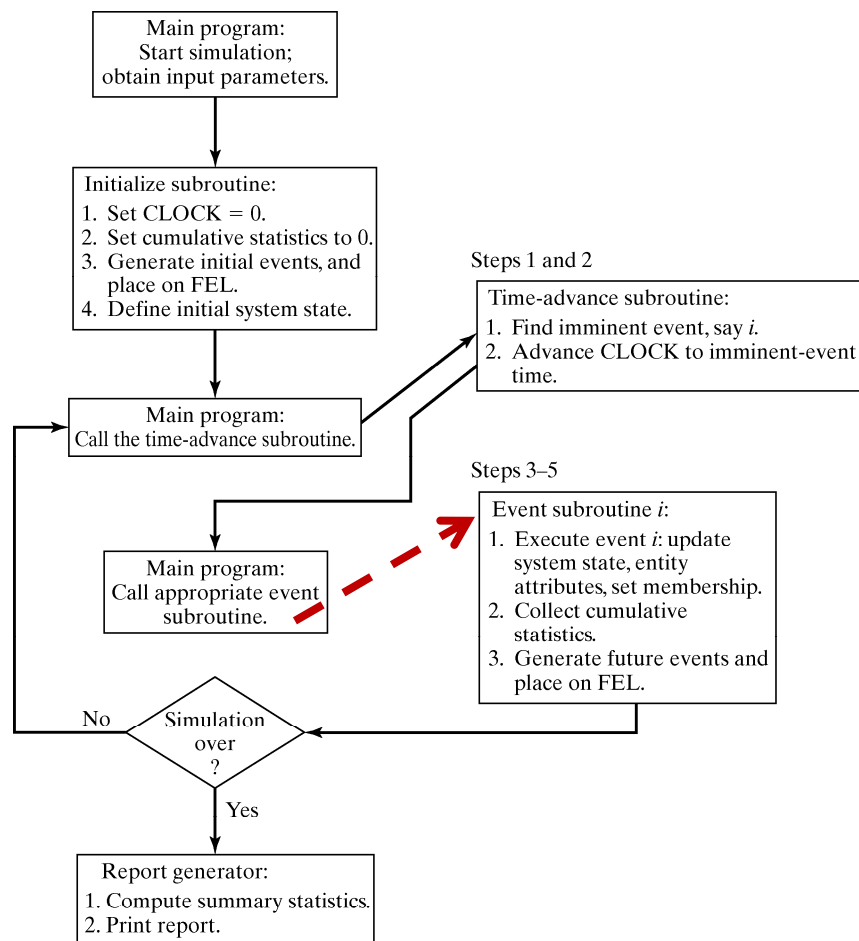 Main program:
Start simulation;
obtain input parameters.
Initialize subroutine:
1. Set CLOCK = 0.
2. Set cumulative statistics to 0.
3. Generate initial events, and
place on FEL.
4. Define initial system state.
Steps 1 and 2
Time-advance subroutine:
1. Find imminent event, say i.
2. Advance CLOCK to imminent-event
time.
Main program:
Call the time-advance subroutine.
Steps 3–5
Event subroutine i:
1. Execute event i: update
system state, entity
attributes, set membership.
2. Collect cumulative
statistics.
3. Generate future events and
place on FEL.
Main program:
Call appropriate event
subroutine.
No
Simulation
over
?
Yes
Report generator:
1. Compute summary statistics.
2. Print report.